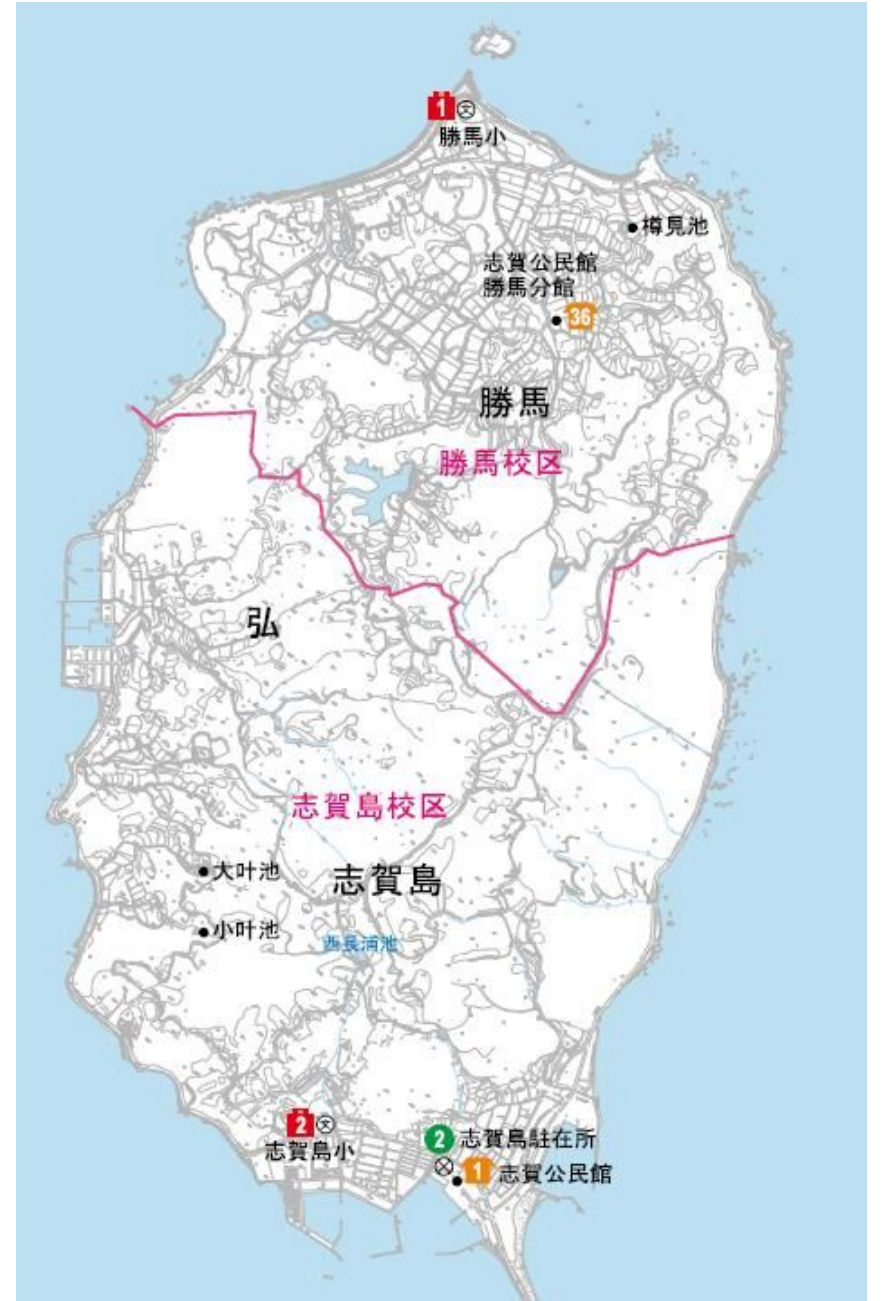 1
勝馬小
樽見池
志賀公民館
勝馬分館
36
勝馬
勝馬校区
弘
志賀島校区
大叶池
志賀島
小叶池
西長浦池
2
志賀島小
2
志賀島駐在所
1
志賀公民館